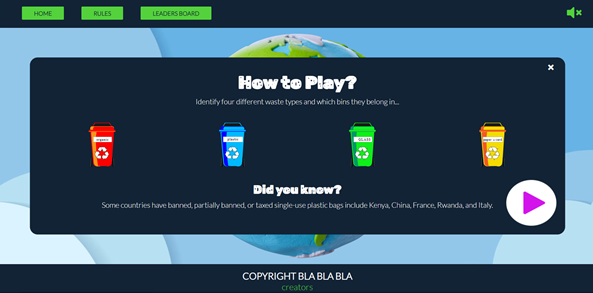 HOME RULES LEADERS BOARD
How to Play?
Identify four different waste types and which bins they belong in...
organic plastic GLASS
Did you know?
Some countries have banned, partially banned, or taxed single-use plastic bags include Kenya, China, France, Rwanda, and Italy.
COPYRIGHT BLA BLA BLA
creators